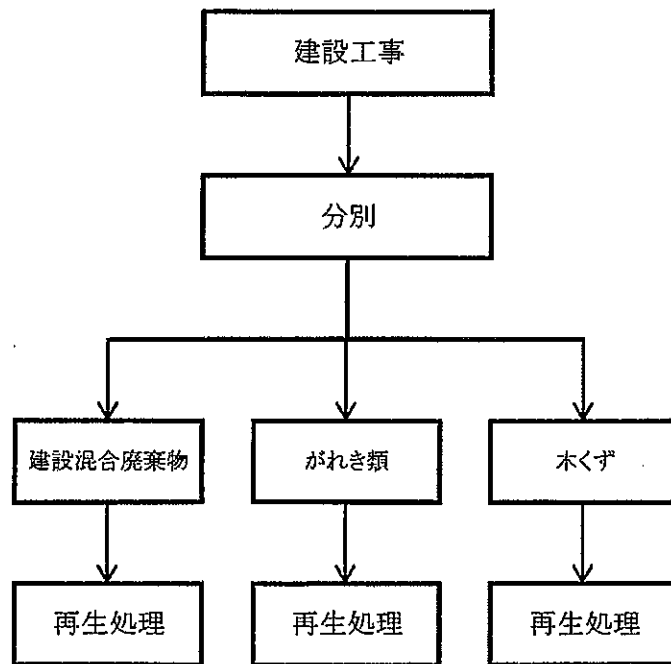 建設工事
分別
建設混合廃棄物
がれき類
木くず
再生処理
再生処理
再生処理